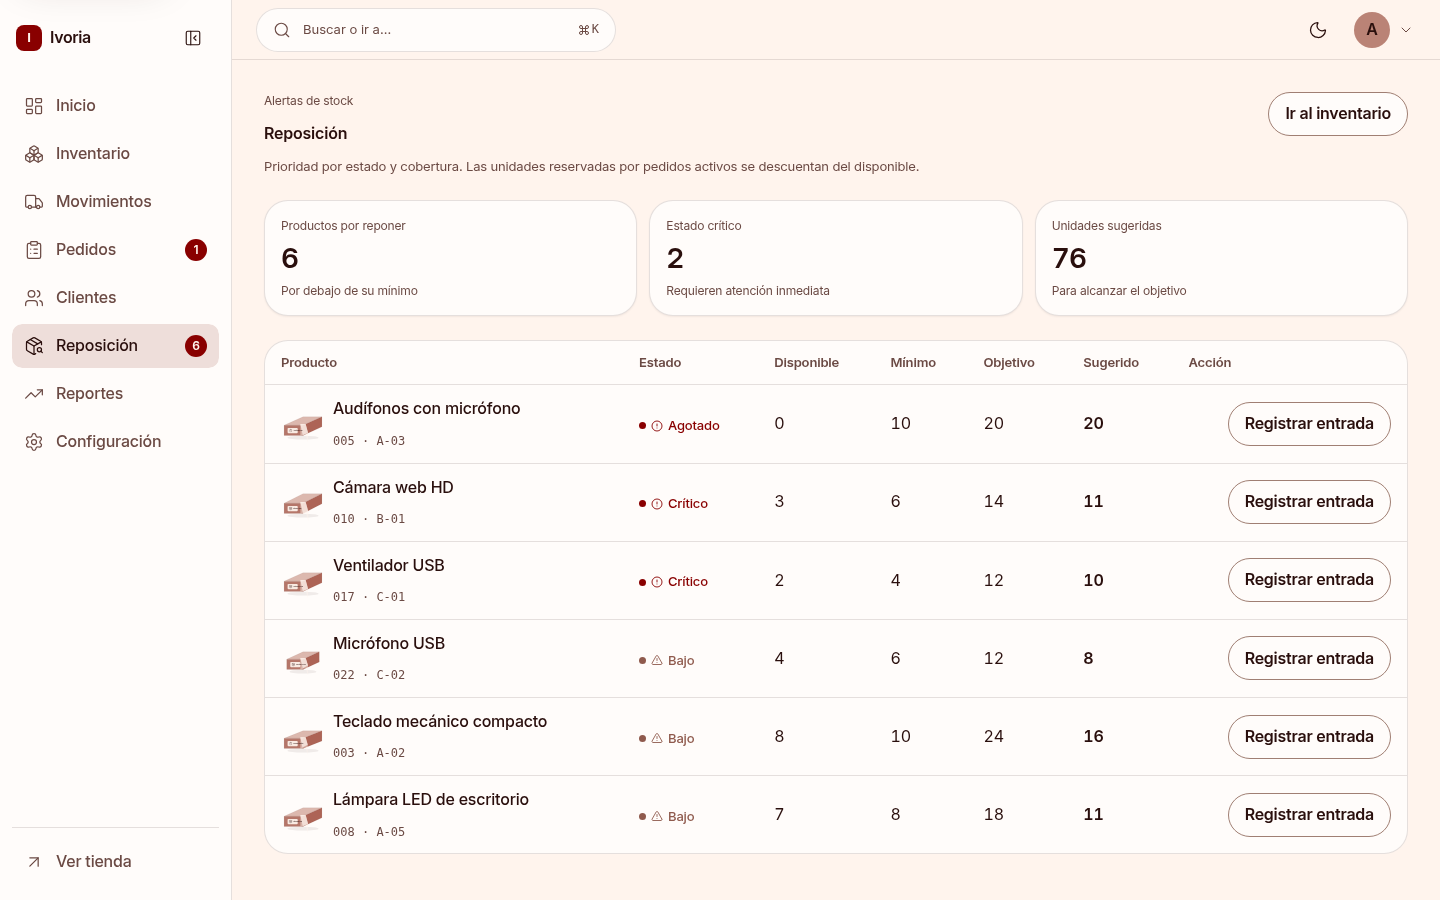 I Ivoria
Inicio
Inventario
Movimientos
Pedidos 1
Clientes
Reposición 6
Reportes
Configuración
Ver tienda
Buscar o ir a... ⌘K
A
Alertas de stock
Reposición
Prioridad por estado y cobertura. Las unidades reservadas por pedidos activos se descuentan del disponible.
Ir al inventario
Productos por reponer
6
Por debajo de su mínimo
Estado crítico
2
Requieren atención inmediata
Unidades sugeridas
76
Para alcanzar el objetivo
Producto Estado Disponible Mínimo Objetivo Sugerido Acción
Audífonos con micrófono
005 · A-03
Agotado 0 10 20 20 Registrar entrada
Cámara web HD
010 · B-01
Crítico 3 6 14 11 Registrar entrada
Ventilador USB
017 · C-01
Crítico 2 4 12 10 Registrar entrada
Micrófono USB
022 · C-02
Bajo 4 6 12 8 Registrar entrada
Teclado mecánico compacto
003 · A-02
Bajo 8 10 24 16 Registrar entrada
Lámpara LED de escritorio
008 · A-05
Bajo 7 8 18 11 Registrar entrada